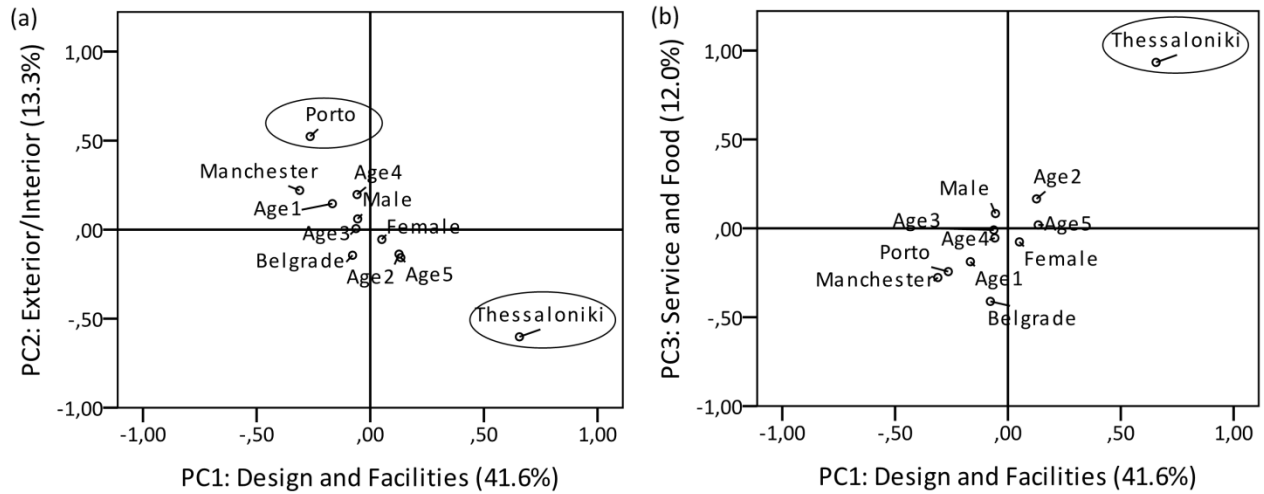 (a)
PC2: Exterior/Interior (13.3%)
1,00
,50
,00
-,50
-1,00
Porto
Manchester
Age4
Age1
Male
Age3
Female
Belgrade
Age2
Age5
Thessaloniki
-1,00
-,50
,00
,50
1,00
PC1: Design and Facilities (41.6%)
(b)
PC3: Service and Food (12.0%)
1,00
,50
,00
-,50
-1,00
Thessaloniki
Age2
Male
Age3
Age5
Age4
Porto
Female
Manchester
Age1
Belgrade
-1,00
-,50
,00
,50
1,00
PC1: Design and Facilities (41.6%)